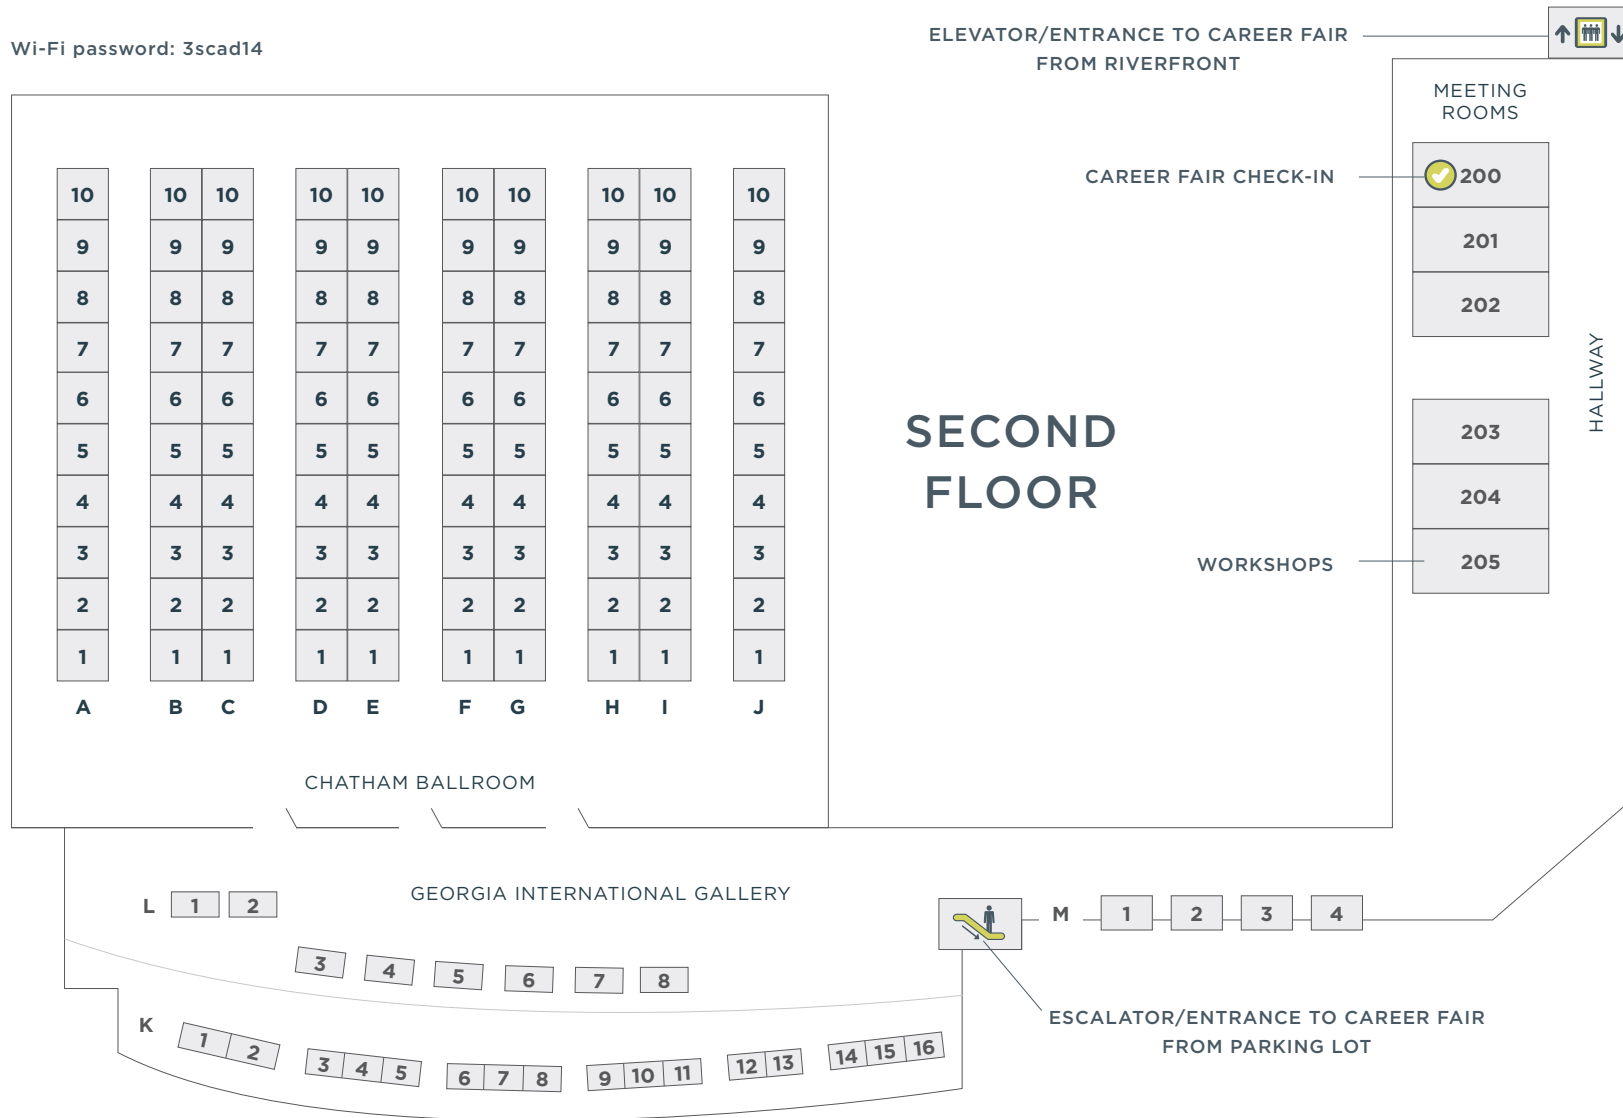 Wi-Fi password: 3scad14
ELEVATOR/ENTRANCE TO CAREER FAIR
FROM RIVERFRONT
MEETING
ROOMS
CAREER FAIR CHECK-IN
200
201
202
203
204
WORKSHOPS
205
HALLWAY
SECOND
FLOOR
10 10 10 10 10 10 10 10 10 10
9 9 9 9 9 9 9 9 9 9
8 8 8 8 8 8 8 8 8 8
7 7 7 7 7 7 7 7 7 7
6 6 6 6 6 6 6 6 6 6
5 5 5 5 5 5 5 5 5 5
4 4 4 4 4 4 4 4 4 4
3 3 3 3 3 3 3 3 3 3
2 2 2 2 2 2 2 2 2 2
1 1 1 1 1 1 1 1 1 1
A B C D E F G H I J
CHATHAM BALLROOM
GEORGIA INTERNATIONAL GALLERY
L 1 2
3 4 5 6 7 8
M 1 2 3 4
K 1 2 3 4 5 6 7 8 9 10 11 12 13 14 15 16
ESCALATOR/ENTRANCE TO CAREER FAIR
FROM PARKING LOT